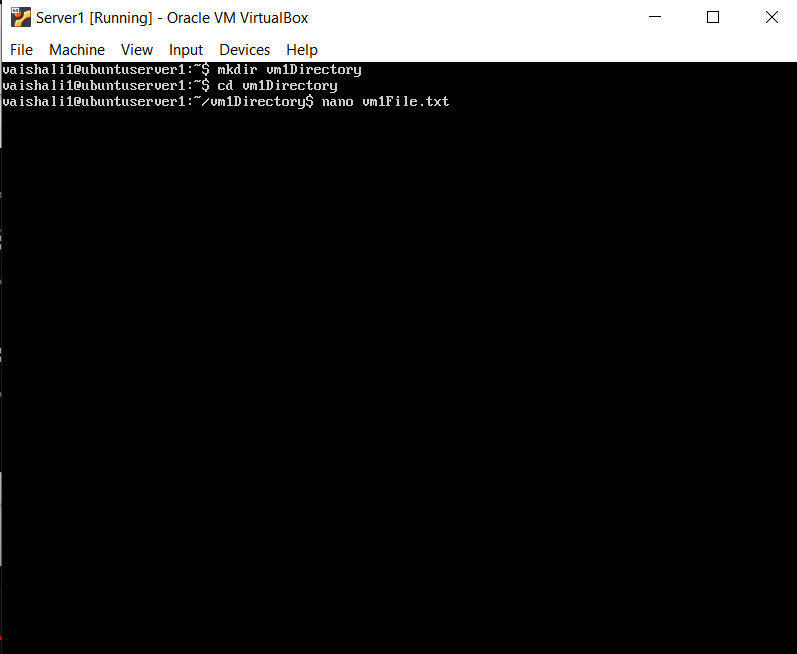 Server1 [Running] - Oracle VM VirtualBox
File Machine View Input Devices Help
vaishali1@ubuntuserver1:~$ mkdir vm1Directory
vaishali1@ubuntuserver1:~$ cd vm1Directory
vaishali1@ubuntuserver1:~/vm1Directory$ nano vm1File.txt